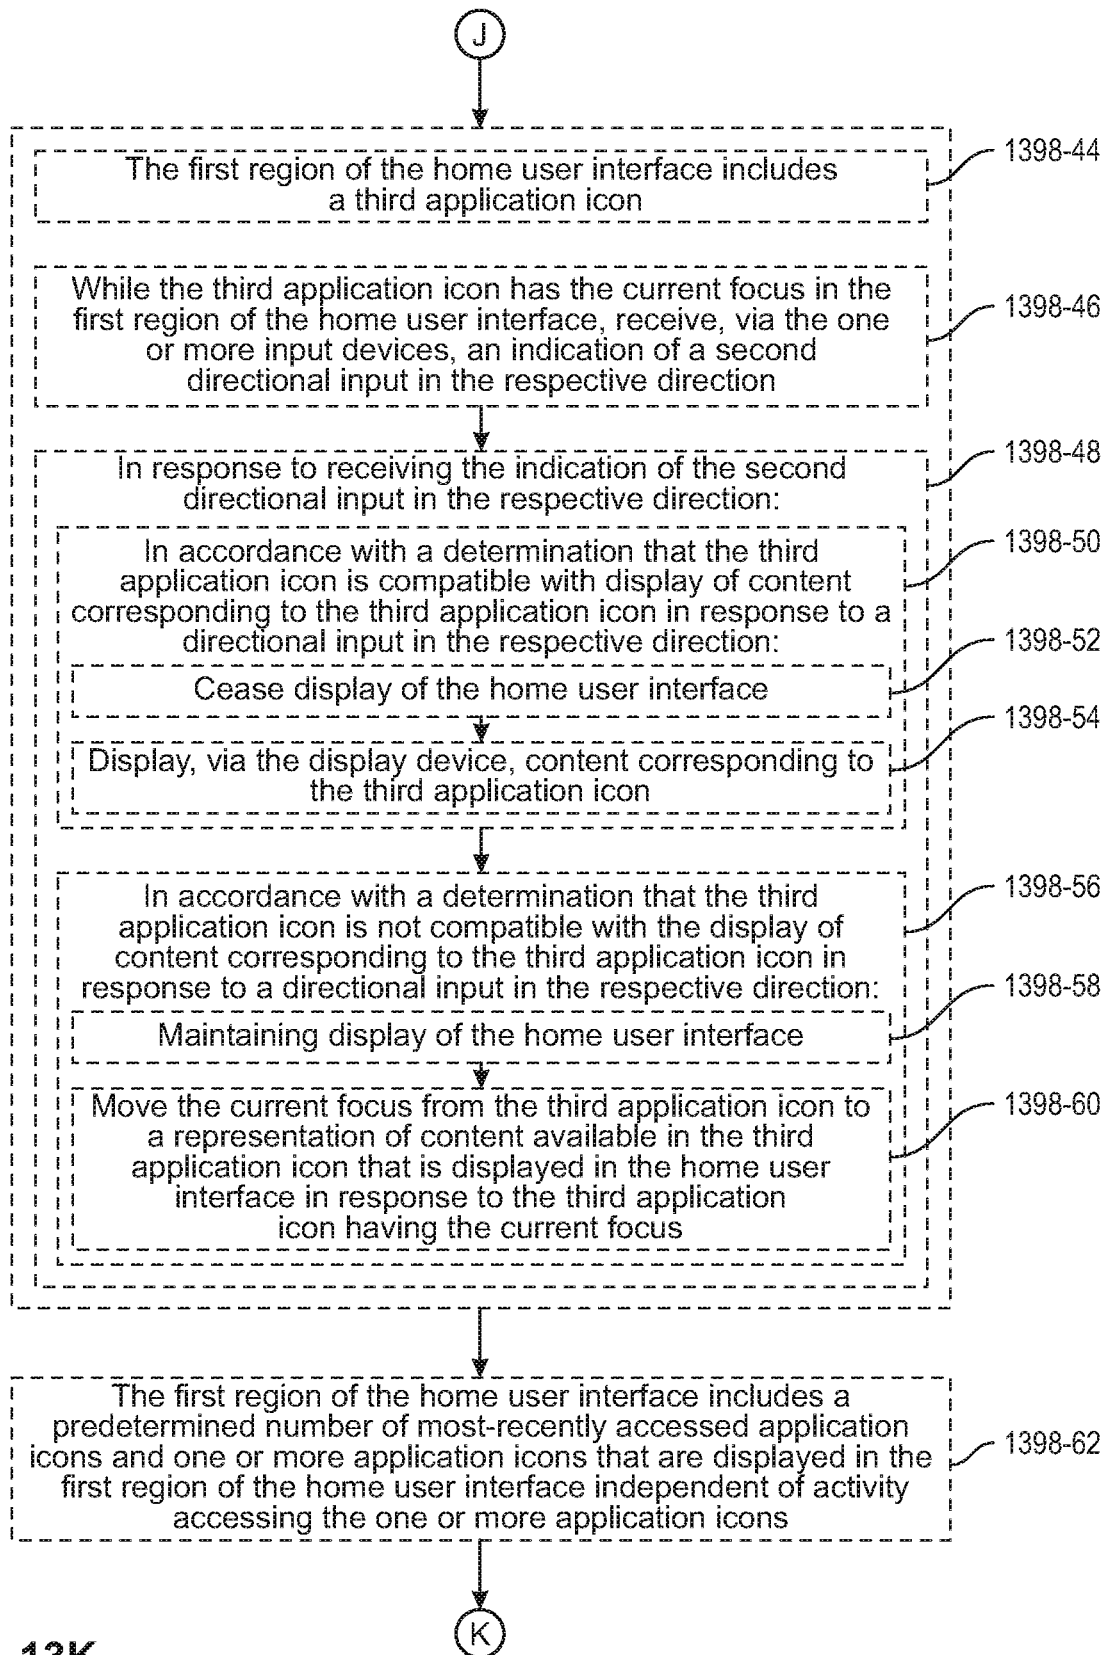 J
The first region of the home user interface includes
a third application icon
1398-44
While the third application icon has the current focus in the
first region of the home user interface, receive, via the one
or more input devices, an indication of a second
directional input in the respective direction
1398-46
In response to receiving the indication of the second
directional input in the respective direction:
1398-48
In accordance with a determination that the third
application icon is compatible with display of content
corresponding to the third application icon in response to a
directional input in the respective direction:
1398-50
Cease display of the home user interface
1398-52
Display, via the display device, content corresponding to
the third application icon
1398-54
In accordance with a determination that the third
application icon is not compatible with the display of
content corresponding to the third application icon in
response to a directional input in the respective direction:
1398-56
Maintaining display of the home user interface
1398-58
Move the current focus from the third application icon to
a representation of content available in the third
application icon that is displayed in the home user
interface in response to the third application
icon having the current focus
1398-60
The first region of the home user interface includes a
predetermined number of most-recently accessed application
icons and one or more application icons that are displayed in the
first region of the home user interface independent of activity
accessing the one or more application icons
1398-62
K
13K